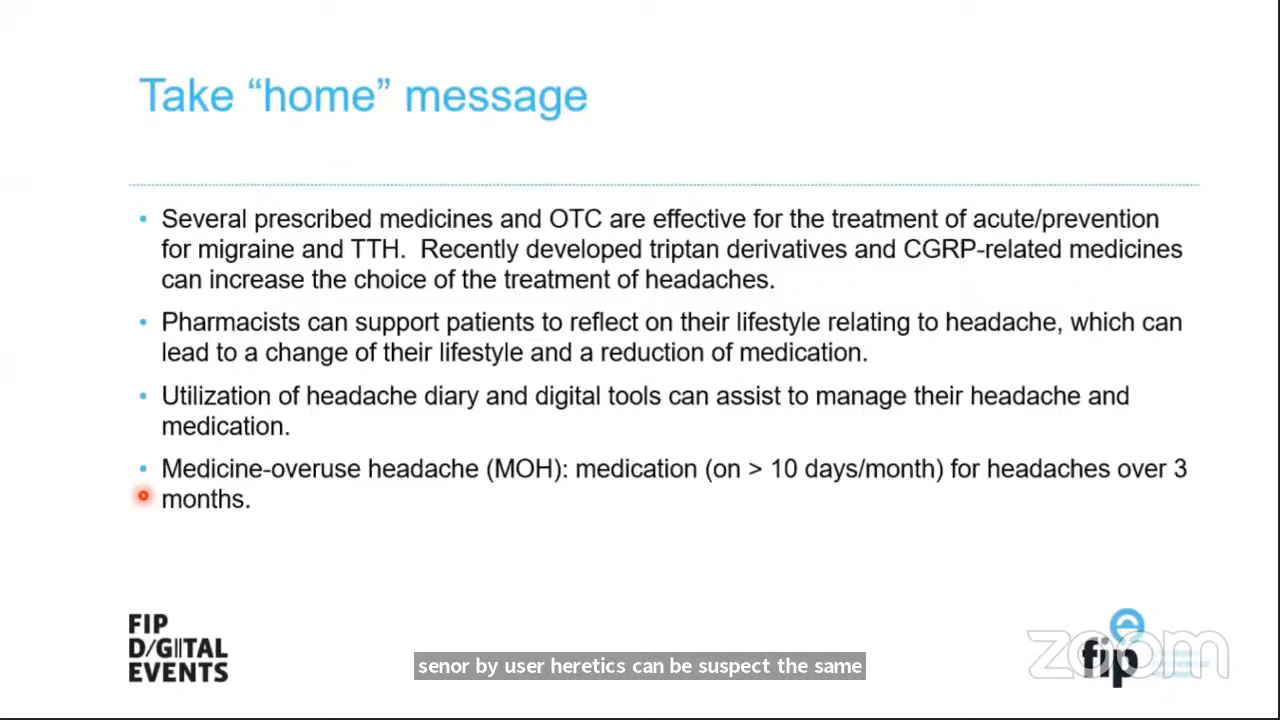 Take “home” message
• Several prescribed medicines and OTC are effective for the treatment of acute/prevention
for migraine and TTH.  Recently developed triptan derivatives and CGRP-related medicines
can increase the choice of the treatment of headaches.
• Pharmacists can support patients to reflect on their lifestyle relating to headache, which can
lead to a change of their lifestyle and a reduction of medication.
• Utilization of headache diary and digital tools can assist to manage their headache and
medication.
• Medicine-overuse headache (MOH): medication (on > 10 days/month) for headaches over 3
months.
FIP
D/GITAL
EVENTS
senor by user heretics can be suspect the same
fip
zoom